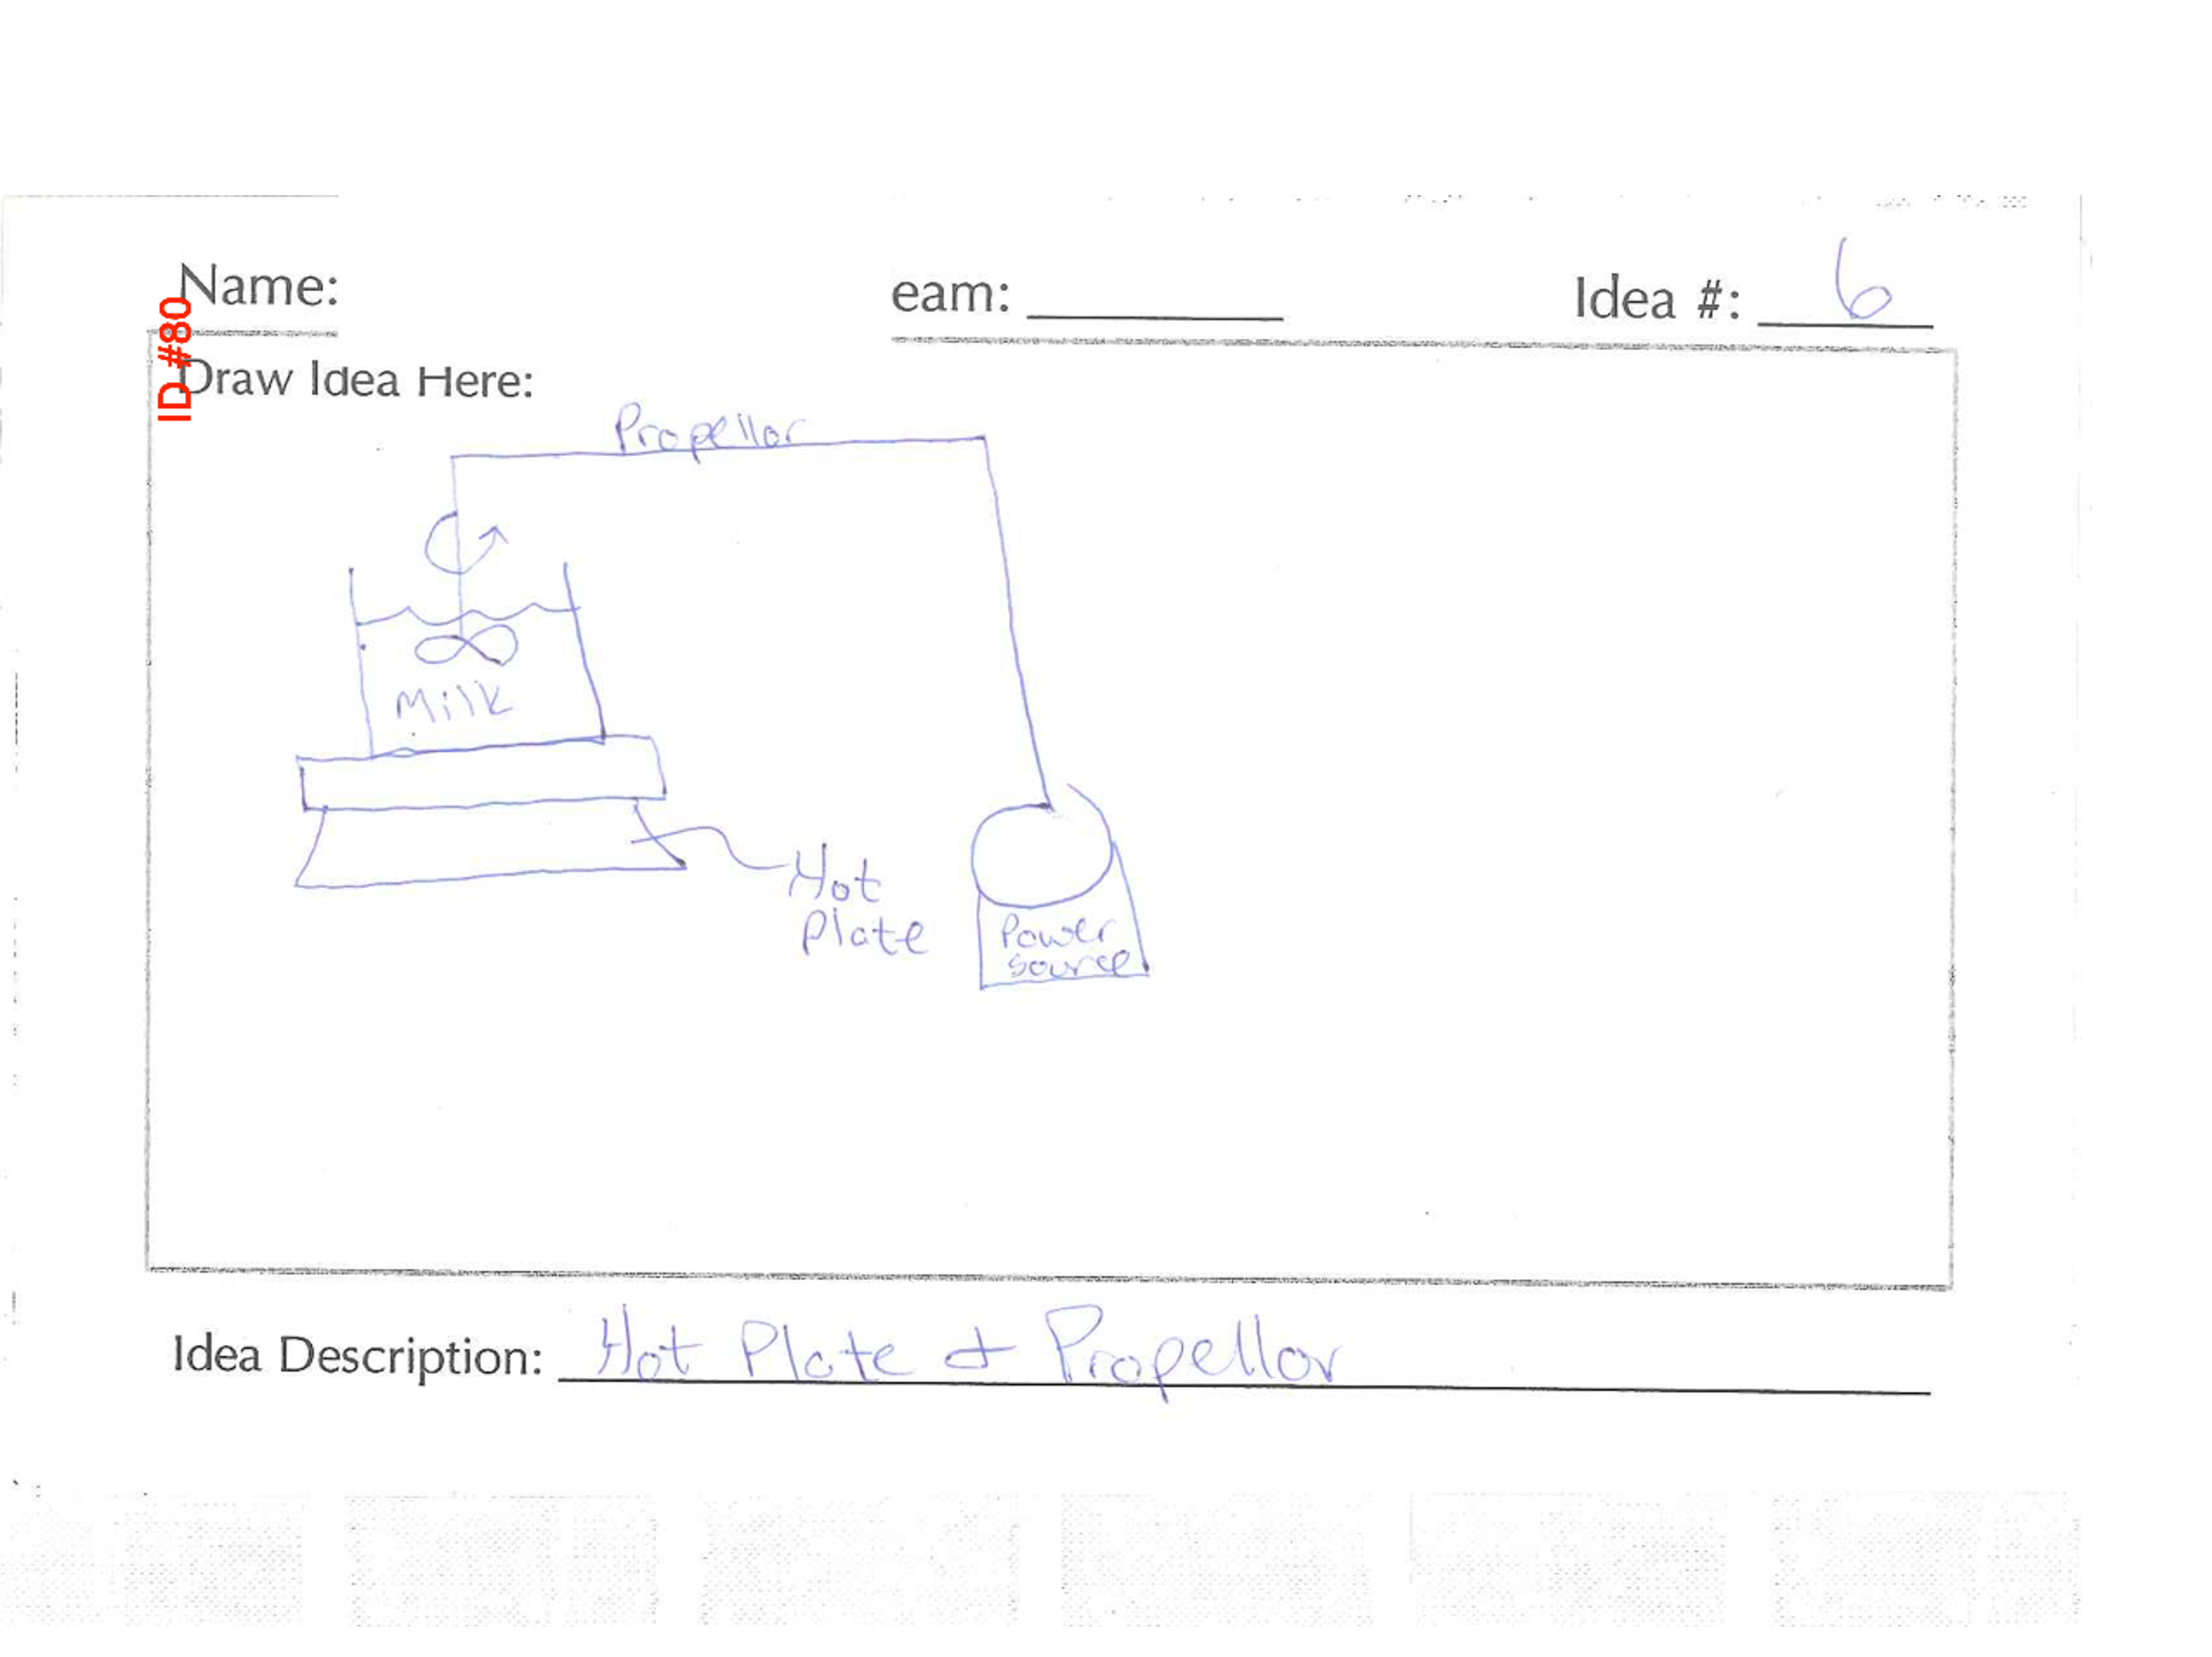 Name:
eam:
Idea #: 6
ID #80
Draw Idea Here:
Propellor
Milk
Hot
Plate
Power
source
Idea Description: Hot Plate & Propellor